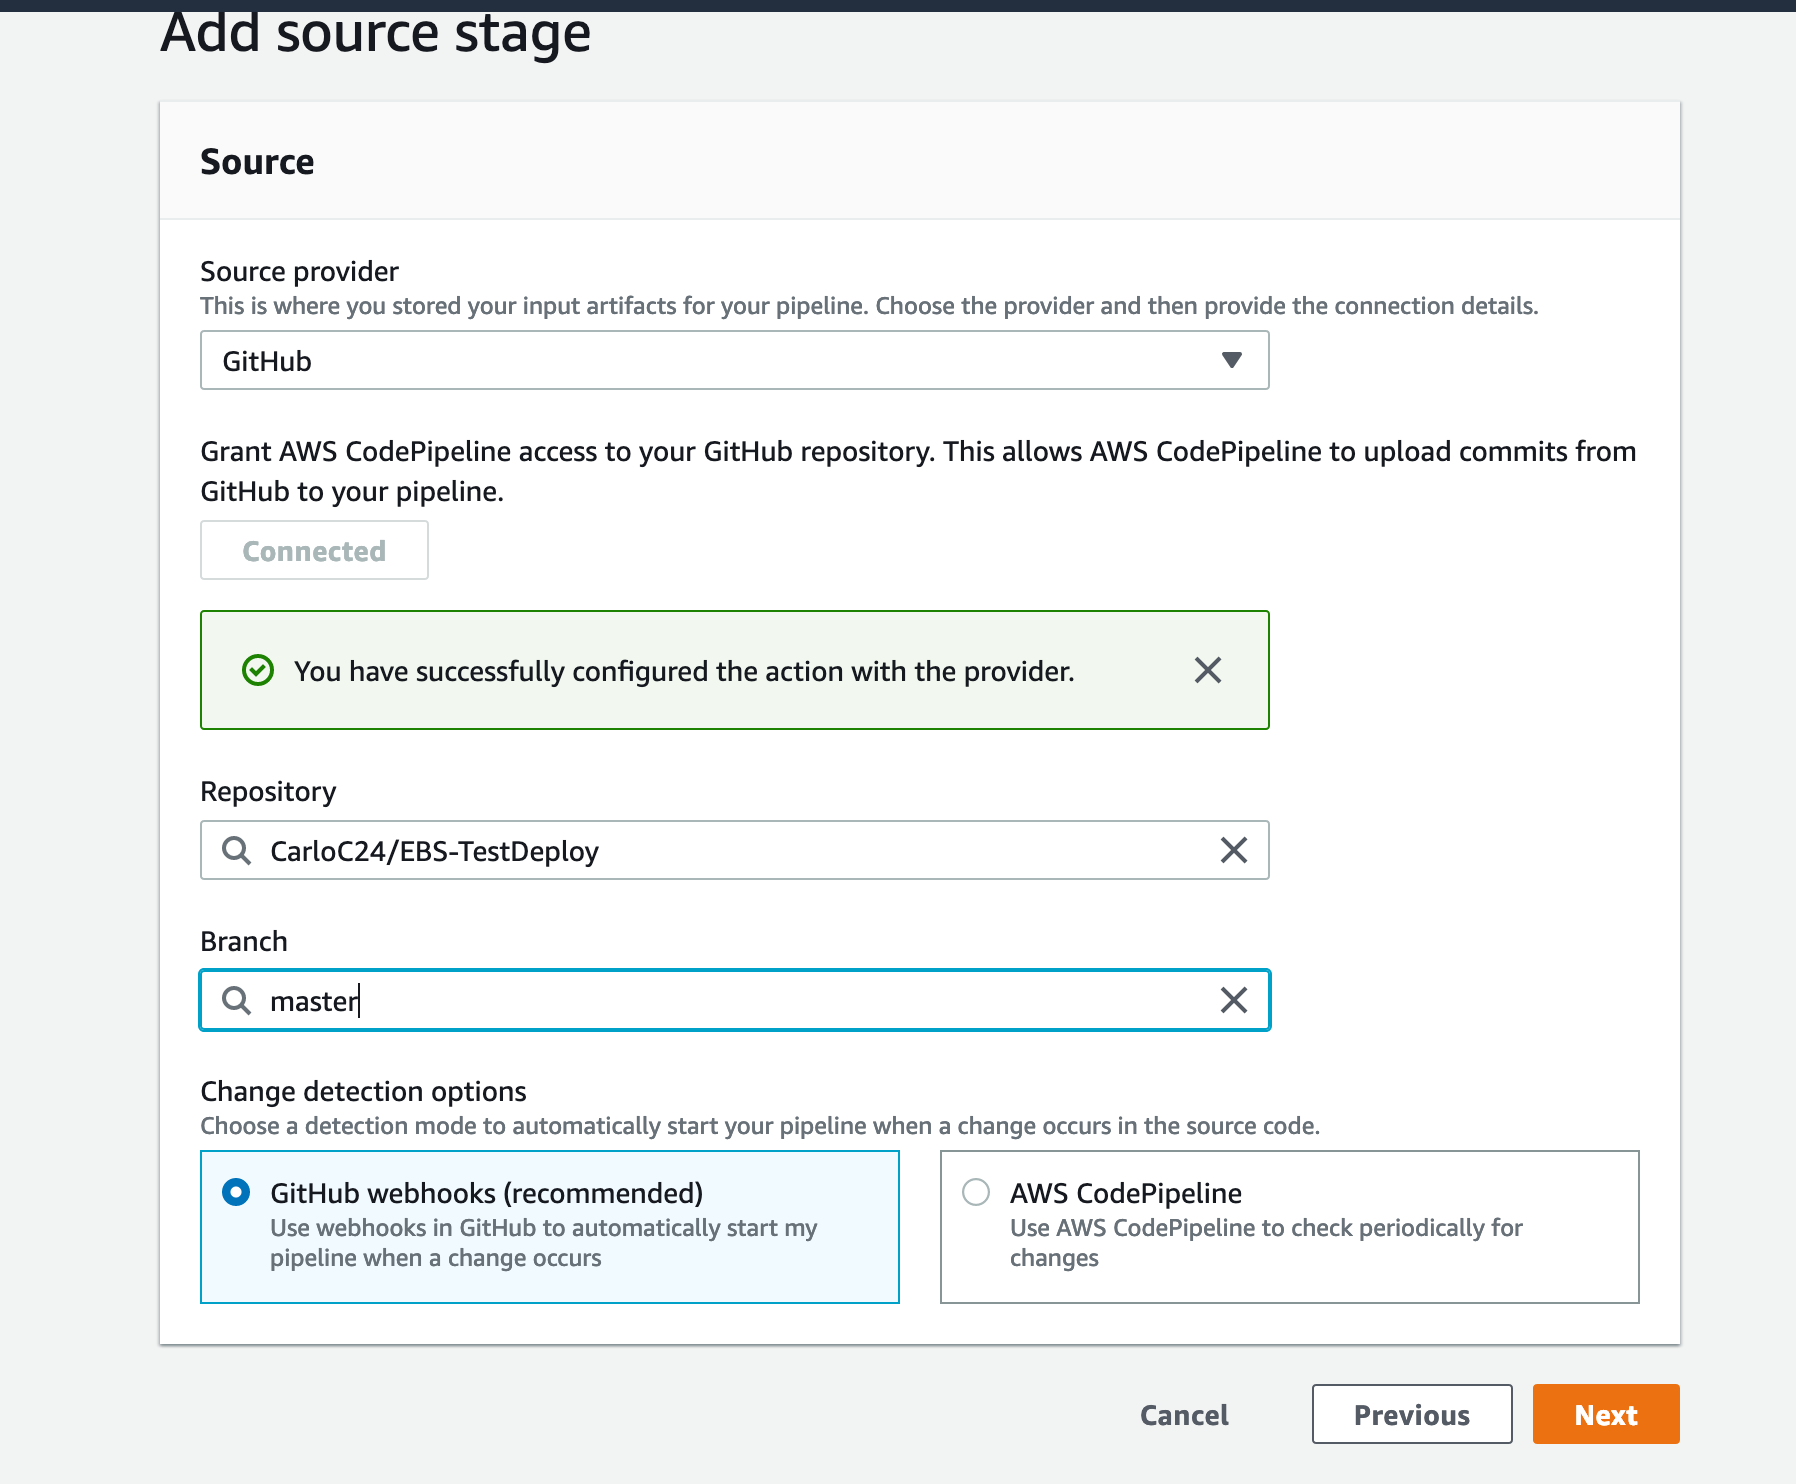 Add source stage
Source
Source provider
This is where you stored your input artifacts for your pipeline. Choose the provider and then provide the connection details.
GitHub
Grant AWS CodePipeline access to your GitHub repository. This allows AWS CodePipeline to upload commits from
GitHub to your pipeline.
Connected
You have successfully configured the action with the provider.
Repository
CarloC24/EBS-TestDeploy
Branch
master
Change detection options
Choose a detection mode to automatically start your pipeline when a change occurs in the source code.
GitHub webhooks (recommended)
Use webhooks in GitHub to automatically start my
pipeline when a change occurs
AWS CodePipeline
Use AWS CodePipeline to check periodically for
changes
Cancel
Previous
Next